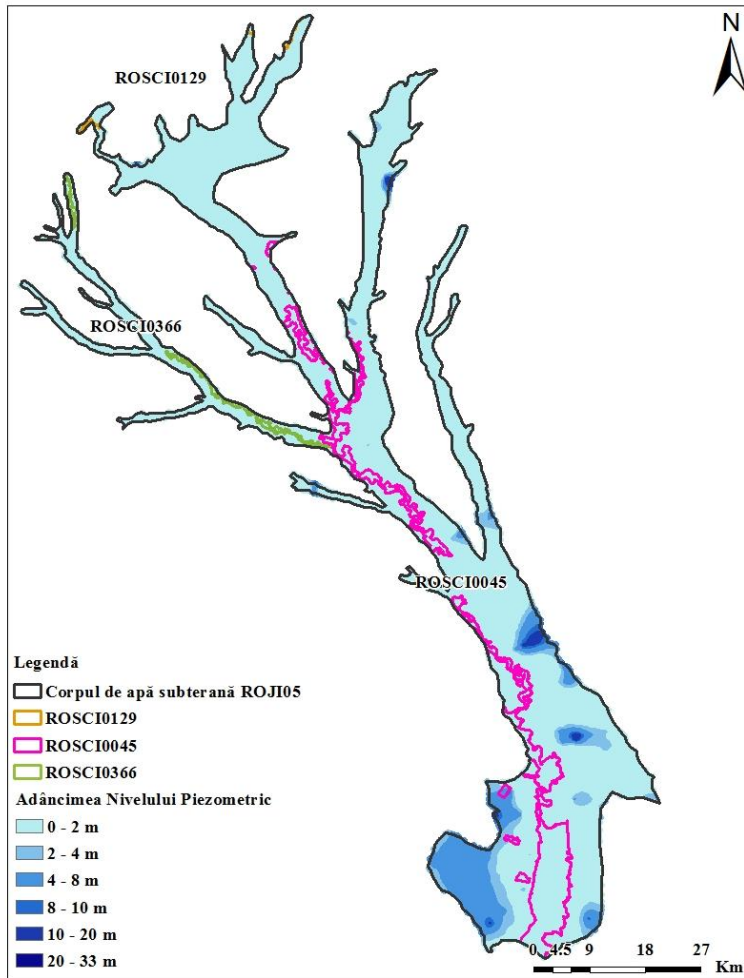 N
ROSCI0129
ROSCI0366
ROSCI0045
Legendă
Corpul de apă subterană ROJI05
ROSCI0129
ROSCI0045
ROSCI0366
Adâncimea Nivelului Piezometric
0 - 2 m
2 - 4 m
4 - 8 m
8 - 10 m
10 - 20 m
20 - 33 m
0 4.5 9 18 27
Km